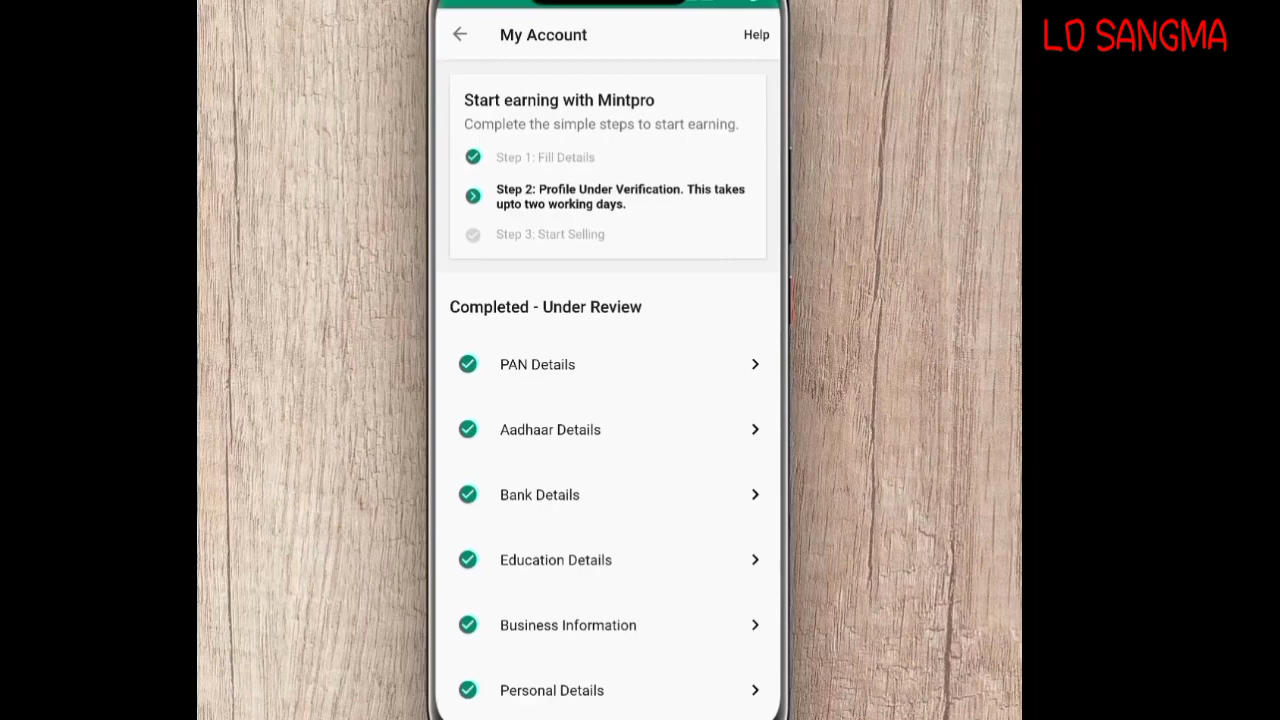 LD SANGMA
My Account
Help
Start earning with Mintpro
Complete the simple steps to start earning.
Step 1: Fill Details
Step 2: Profile Under Verification. This takes
upto two working days.
Step 3: Start Selling
Completed - Under Review
PAN Details
Aadhaar Details
Bank Details
Education Details
Business Information
Personal Details